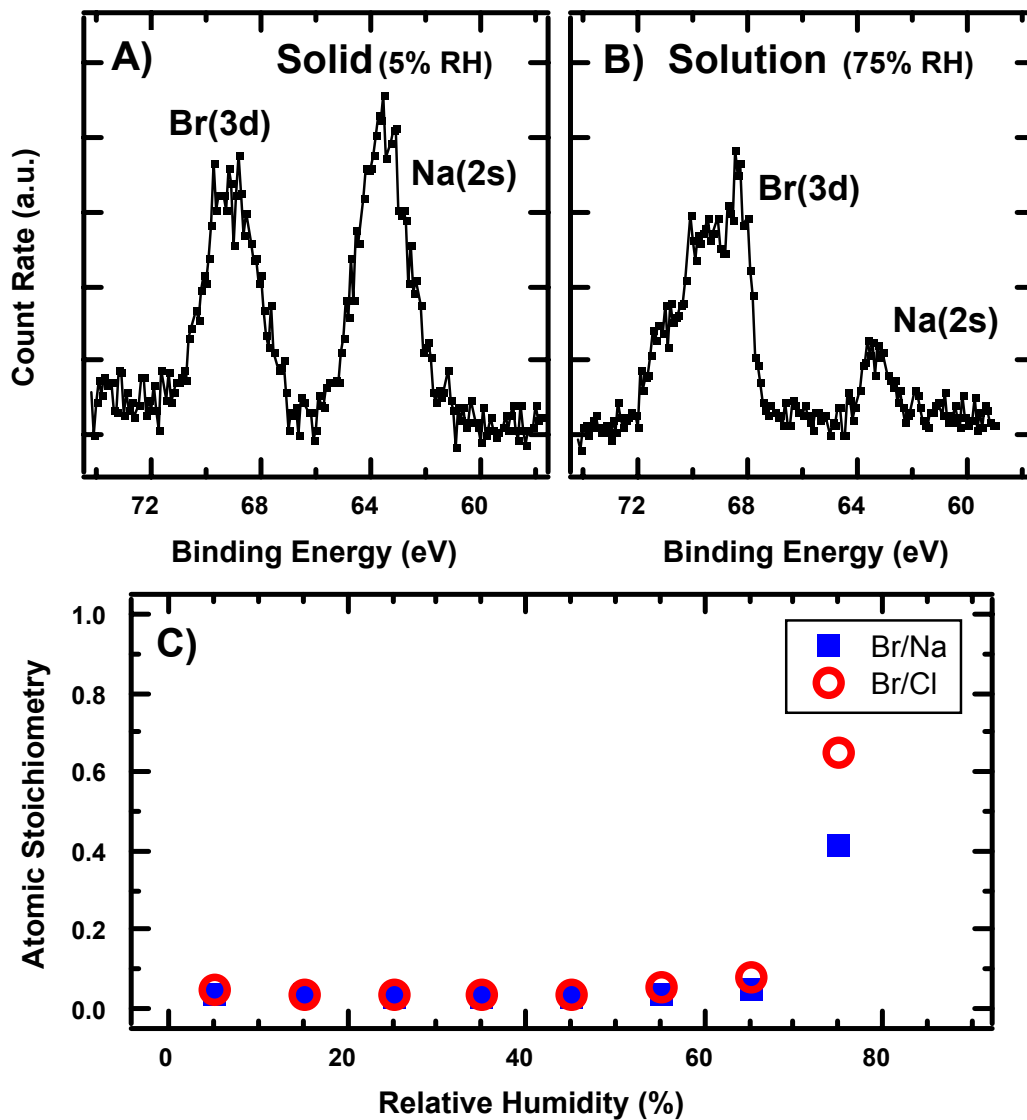 A) Solid (5% RH)
Br(3d)
Na(2s)
Count Rate (a.u.)
72 68 64 60
Binding Energy (eV)
B) Solution (75% RH)
Br(3d)
Na(2s)
72 68 64 60
Binding Energy (eV)
C)
Br/Na
Br/Cl
Atomic Stoichiometry
1.0
0.8
0.6
0.4
0.2
0.0
0 20 40 60 80
Relative Humidity (%)